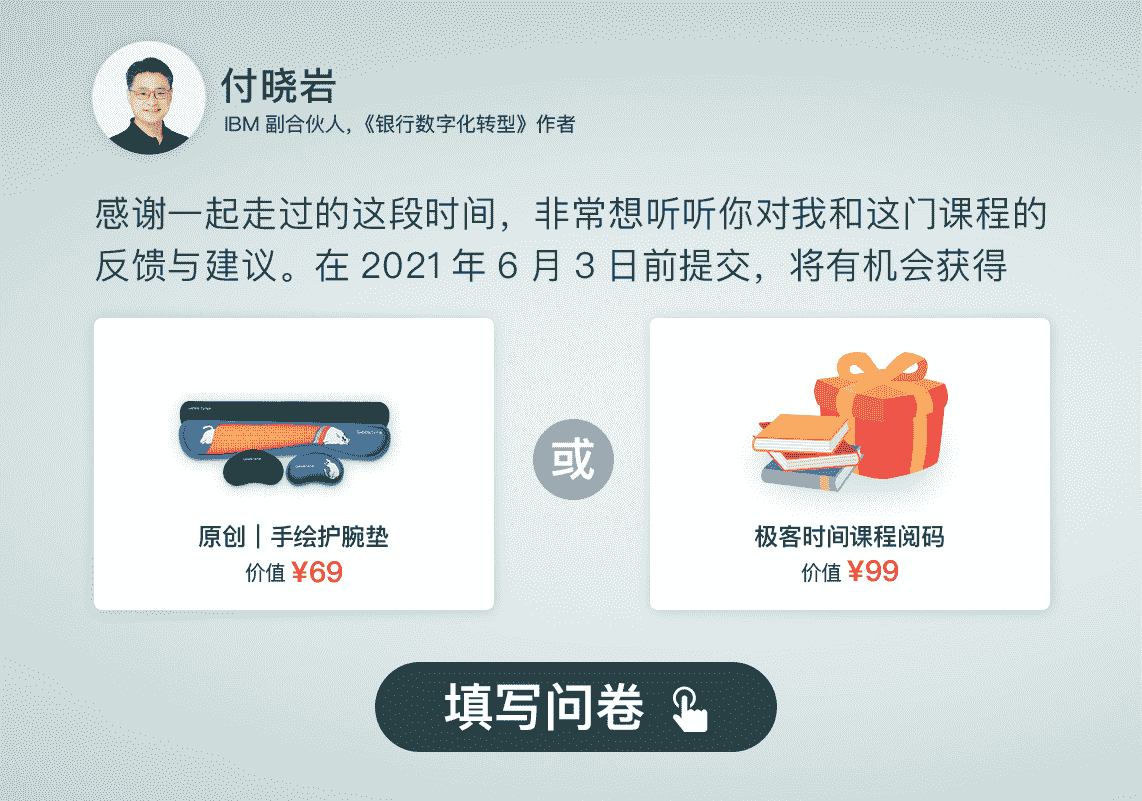 付晓岩
IBM 副合伙人，《银行数字化转型》作者
感谢一起走过的这段时间，非常想听听你对我和这门课程的
反馈与建议。在 2021 年 6 月 3 日前提交，将有机会获得
或
原创｜手绘护腕垫
价值 ¥69
极客时间课程阅码
价值 ¥99
填写问卷